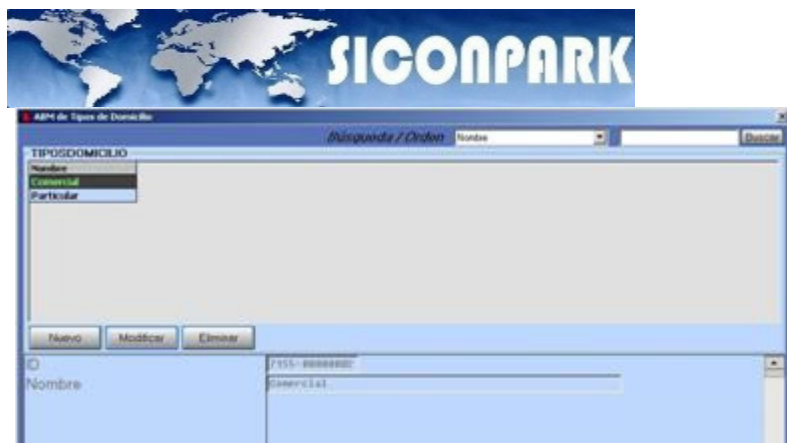 SICONPARK
ABM de Tipos de Domicilio
Búsqueda / Orden Nombre Buscar
TIPOSDOMICILIO
Nombre
Comercial
Particular
Nuevo Modificar Eliminar
ID
Nombre Comercial